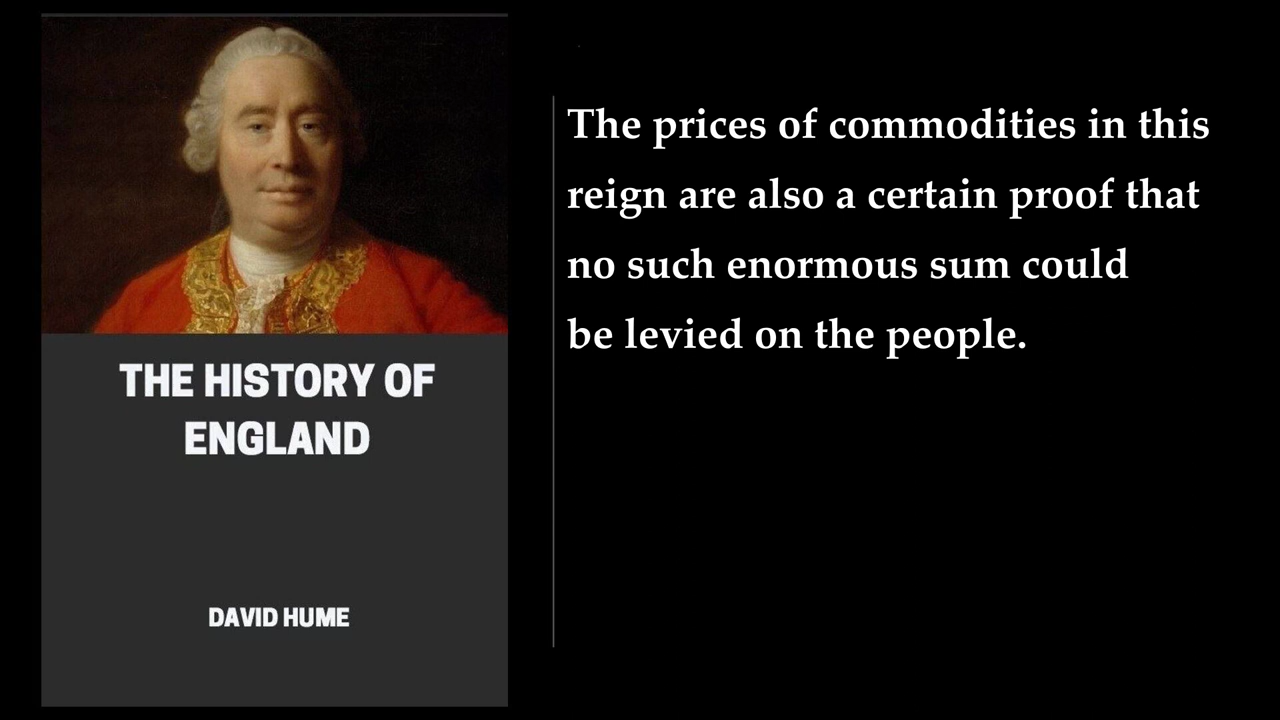 THE HISTORY OF
ENGLAND
DAVID HUME
The prices of commodities in this
reign are also a certain proof that
no such enormous sum could
be levied on the people.